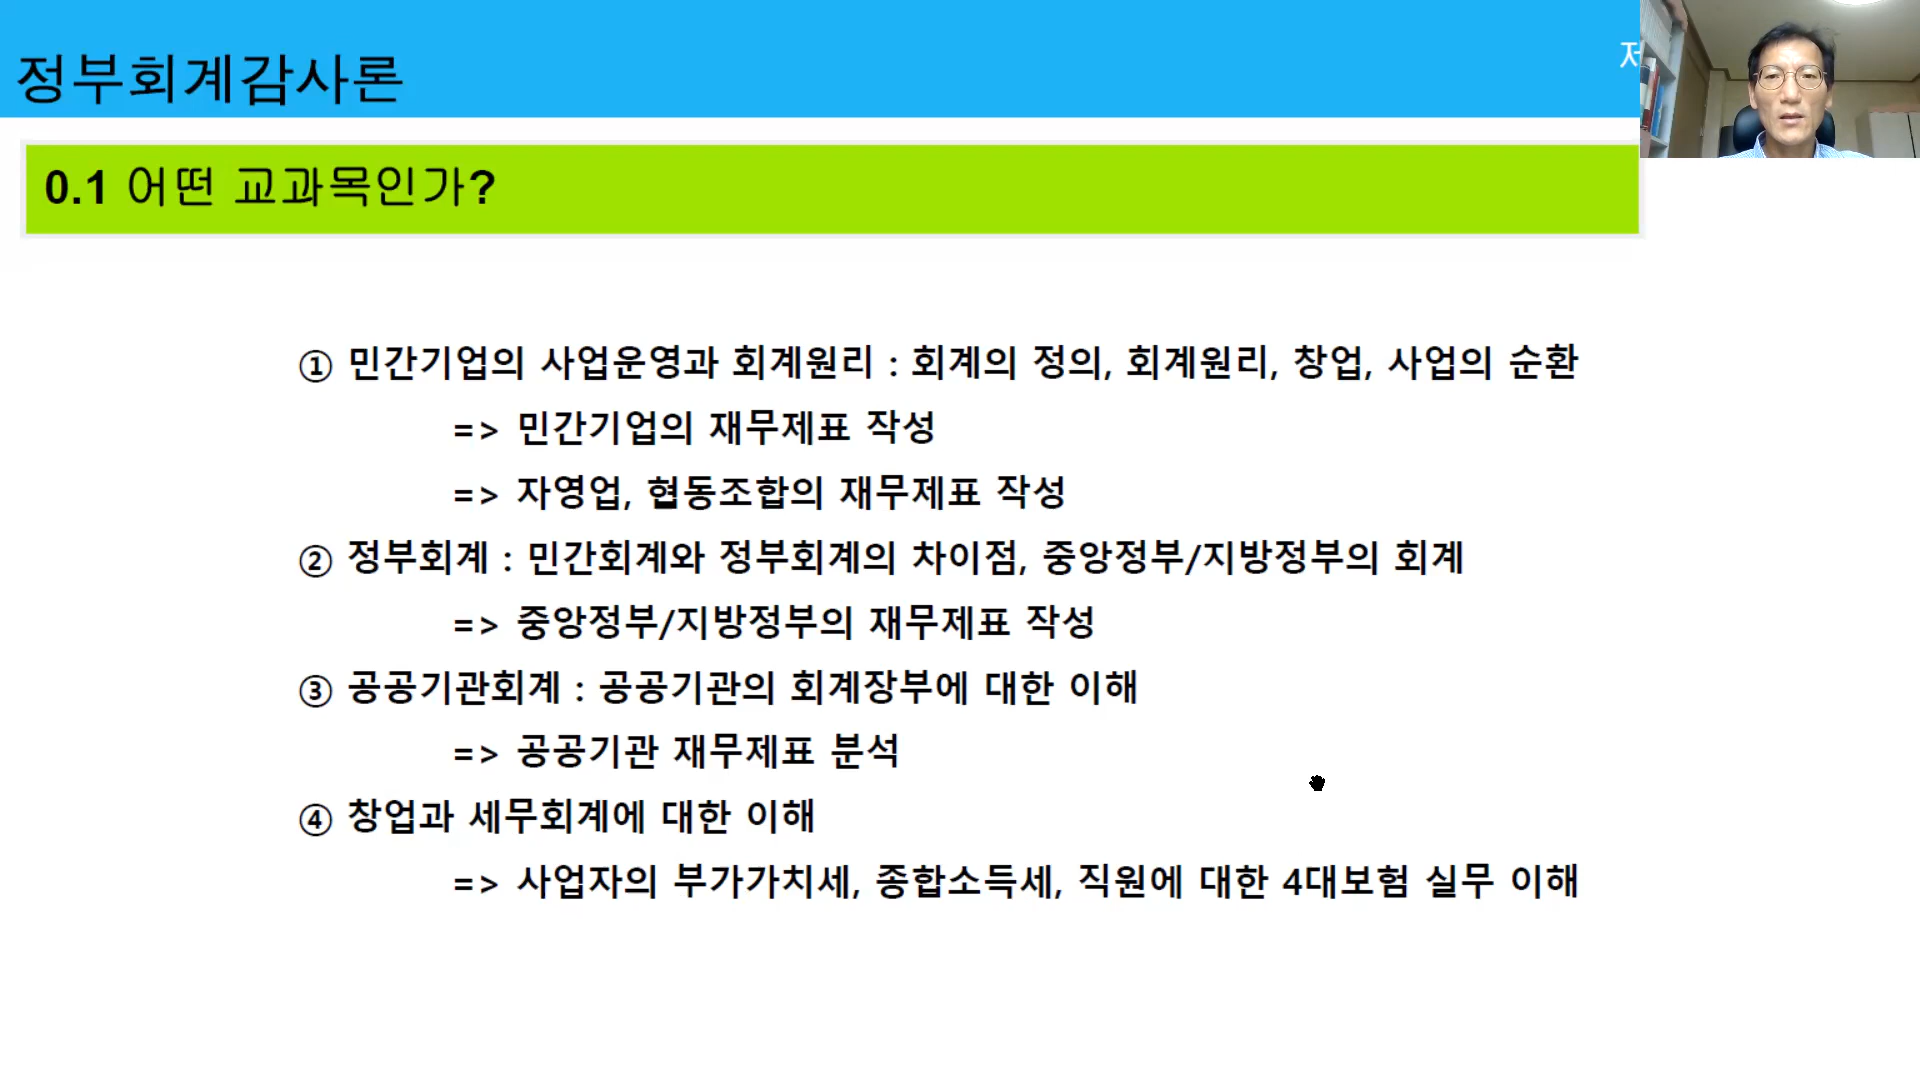 정부회계감사론
0.1 어떤 교과목인가?
① 민간기업의 사업운영과 회계원리 : 회계의 정의, 회계원리, 창업, 사업의 순환
=> 민간기업의 재무제표 작성
=> 자영업, 협동조합의 재무제표 작성
② 정부회계 : 민간회계와 정부회계의 차이점, 중앙정부/지방정부의 회계
=> 중앙정부/지방정부의 재무제표 작성
③ 공공기관회계 : 공공기관의 회계장부에 대한 이해
=> 공공기관 재무제표 분석
④ 창업과 세무회계에 대한 이해
=> 사업자의 부가가치세, 종합소득세, 직원에 대한 4대보험 실무 이해